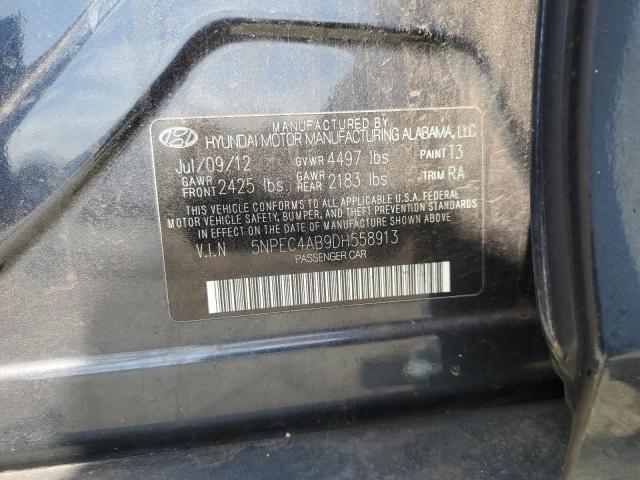 MANUFACTURED BY
HYUNDAI MOTOR MANUFACTURING ALABAMA, LLC
Jul/09/12 GVWR 4497 lbs PAINT T3
GAWR FRONT 2425 lbs GAWR REAR 2183 lbs TRIM RA
THIS VEHICLE CONFORMS TO ALL APPLICABLE U.S.A. FEDERAL
MOTOR VEHICLE SAFETY, BUMPER, AND THEFT PREVENTION
STANDARDS IN EFFECT ON THE DATE OF MANUFACTURE
V.I.N 5NPEC4AB9DH558913
PASSENGER CAR